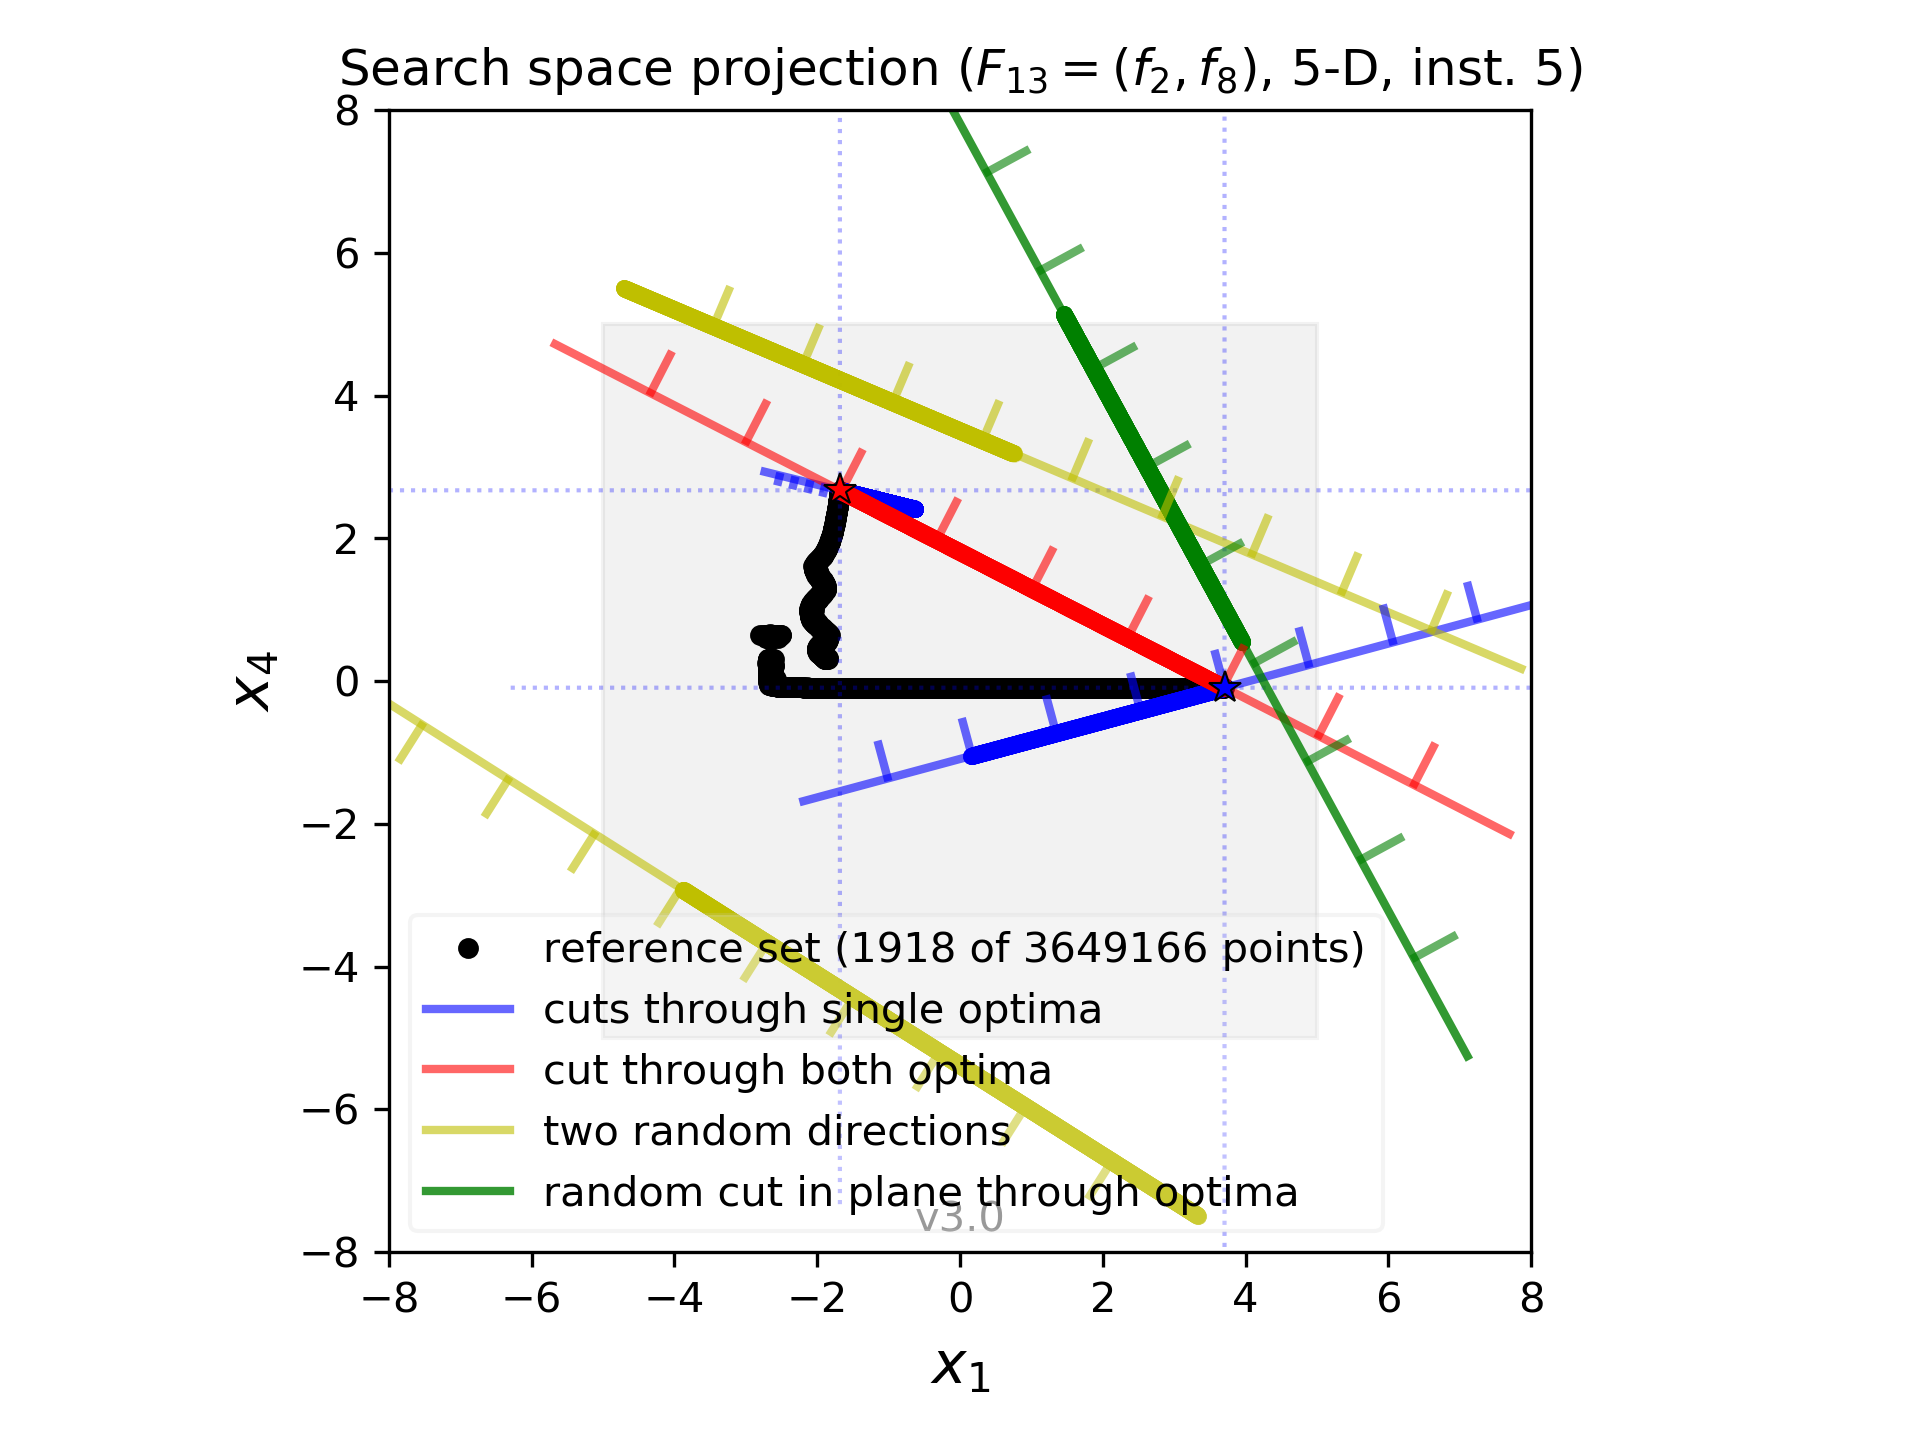 Search space projection (F₁₃ = (f₂, f₈), 5-D, inst. 5)
8
6
4
2
0
−2
−4
−6
−8
x₄
reference set (1918 of 3649166 points)
cuts through single optima
cut through both optima
two random directions
random cut in plane through optima
v3.0
−8 −6 −4 −2 0 2 4 6 8
x₁